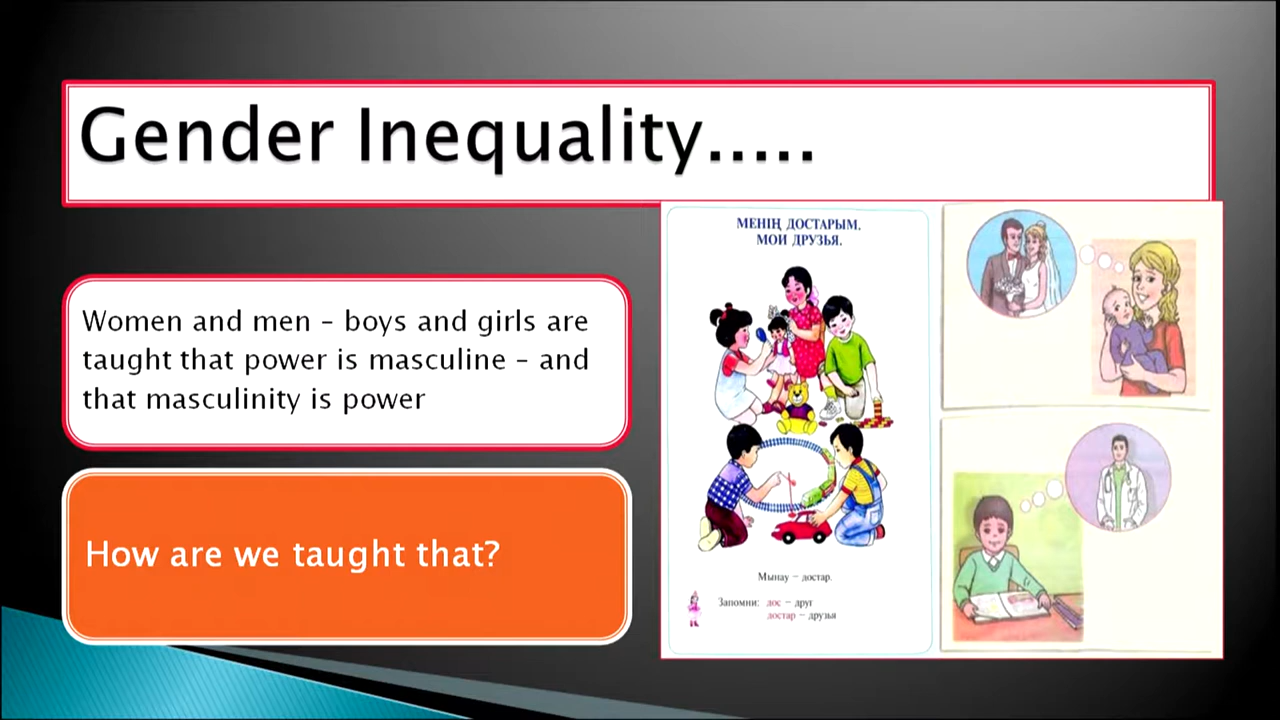 Gender Inequality.....
Women and men – boys and girls are
taught that power is masculine – and
that masculinity is power
How are we taught that?
МЕНІҢ ДОСТАРЫМ.
МОИ ДРУЗЬЯ.
Мынау – достар.
Запомни: дос – друг
достар – друзья